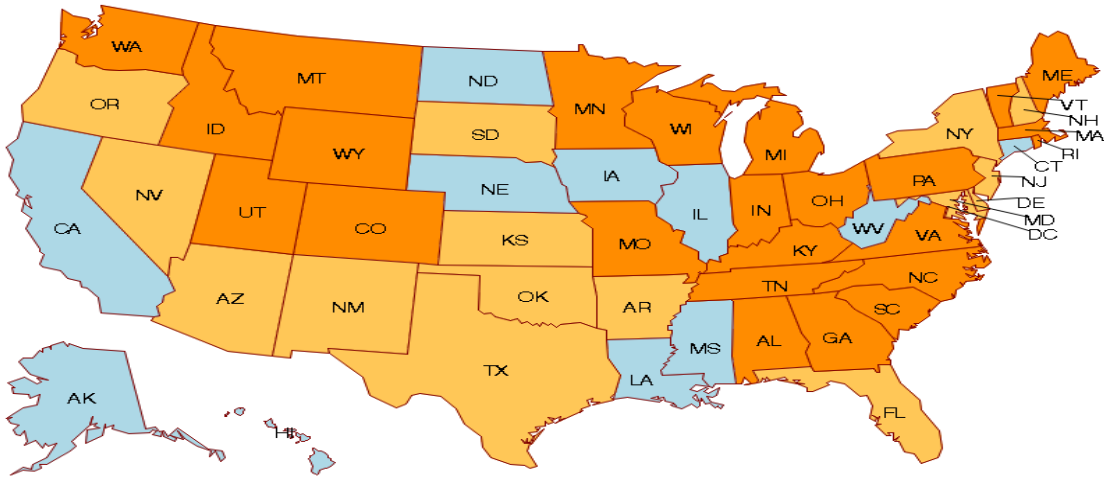 WA
MT
ND
MN
ME
VT
NH
MA
RI
CT
NJ
DE
MD
DC
OR
ID
SD
WI
NY
WY
MI
NE
IA
PA
NV
UT
CO
IL
IN
OH
CA
KS
MO
WV
VA
KY
AZ
NM
OK
AR
TN
NC
SC
MS
AL
GA
TX
LA
FL
AK
HI